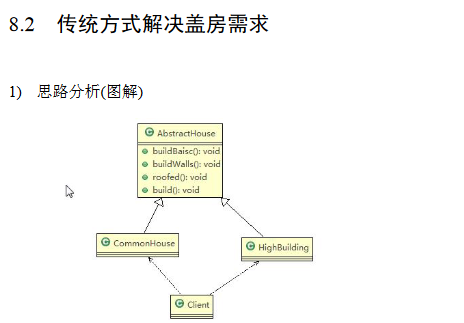 8.2 传统方式解决盖房需求
1) 思路分析(图解)
AbstractHouse
buildBaisc(): void
buildWalls(): void
roofed(): void
build(): void
CommonHouse
HighBuilding
Client